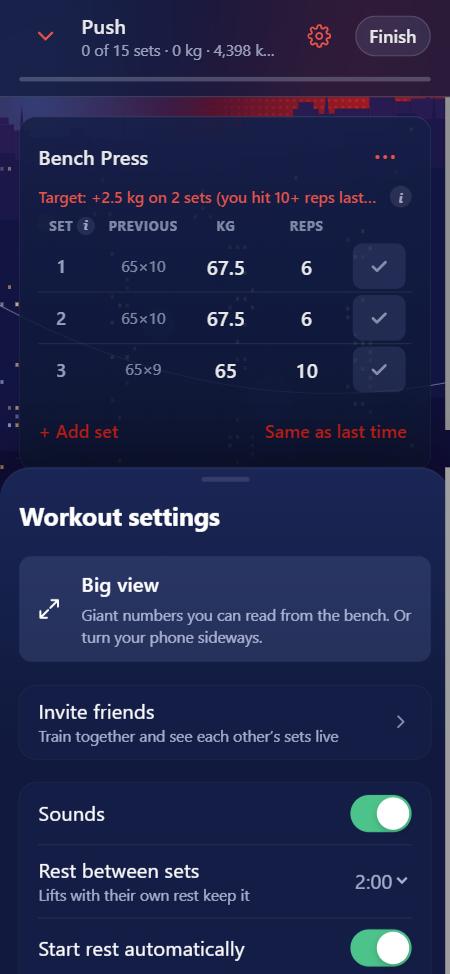 Push
0 of 15 sets · 0 kg · 4,398 k...
Finish
Bench Press
Target: +2.5 kg on 2 sets (you hit 10+ reps last...
SET PREVIOUS KG REPS
1 65×10 67.5 6
2 65×10 67.5 6
3 65×9 65 10
+ Add set
Same as last time
Workout settings
Big view
Giant numbers you can read from the bench. Or
turn your phone sideways.
Invite friends
Train together and see each other's sets live
Sounds
Rest between sets
Lifts with their own rest keep it
2:00
Start rest automatically